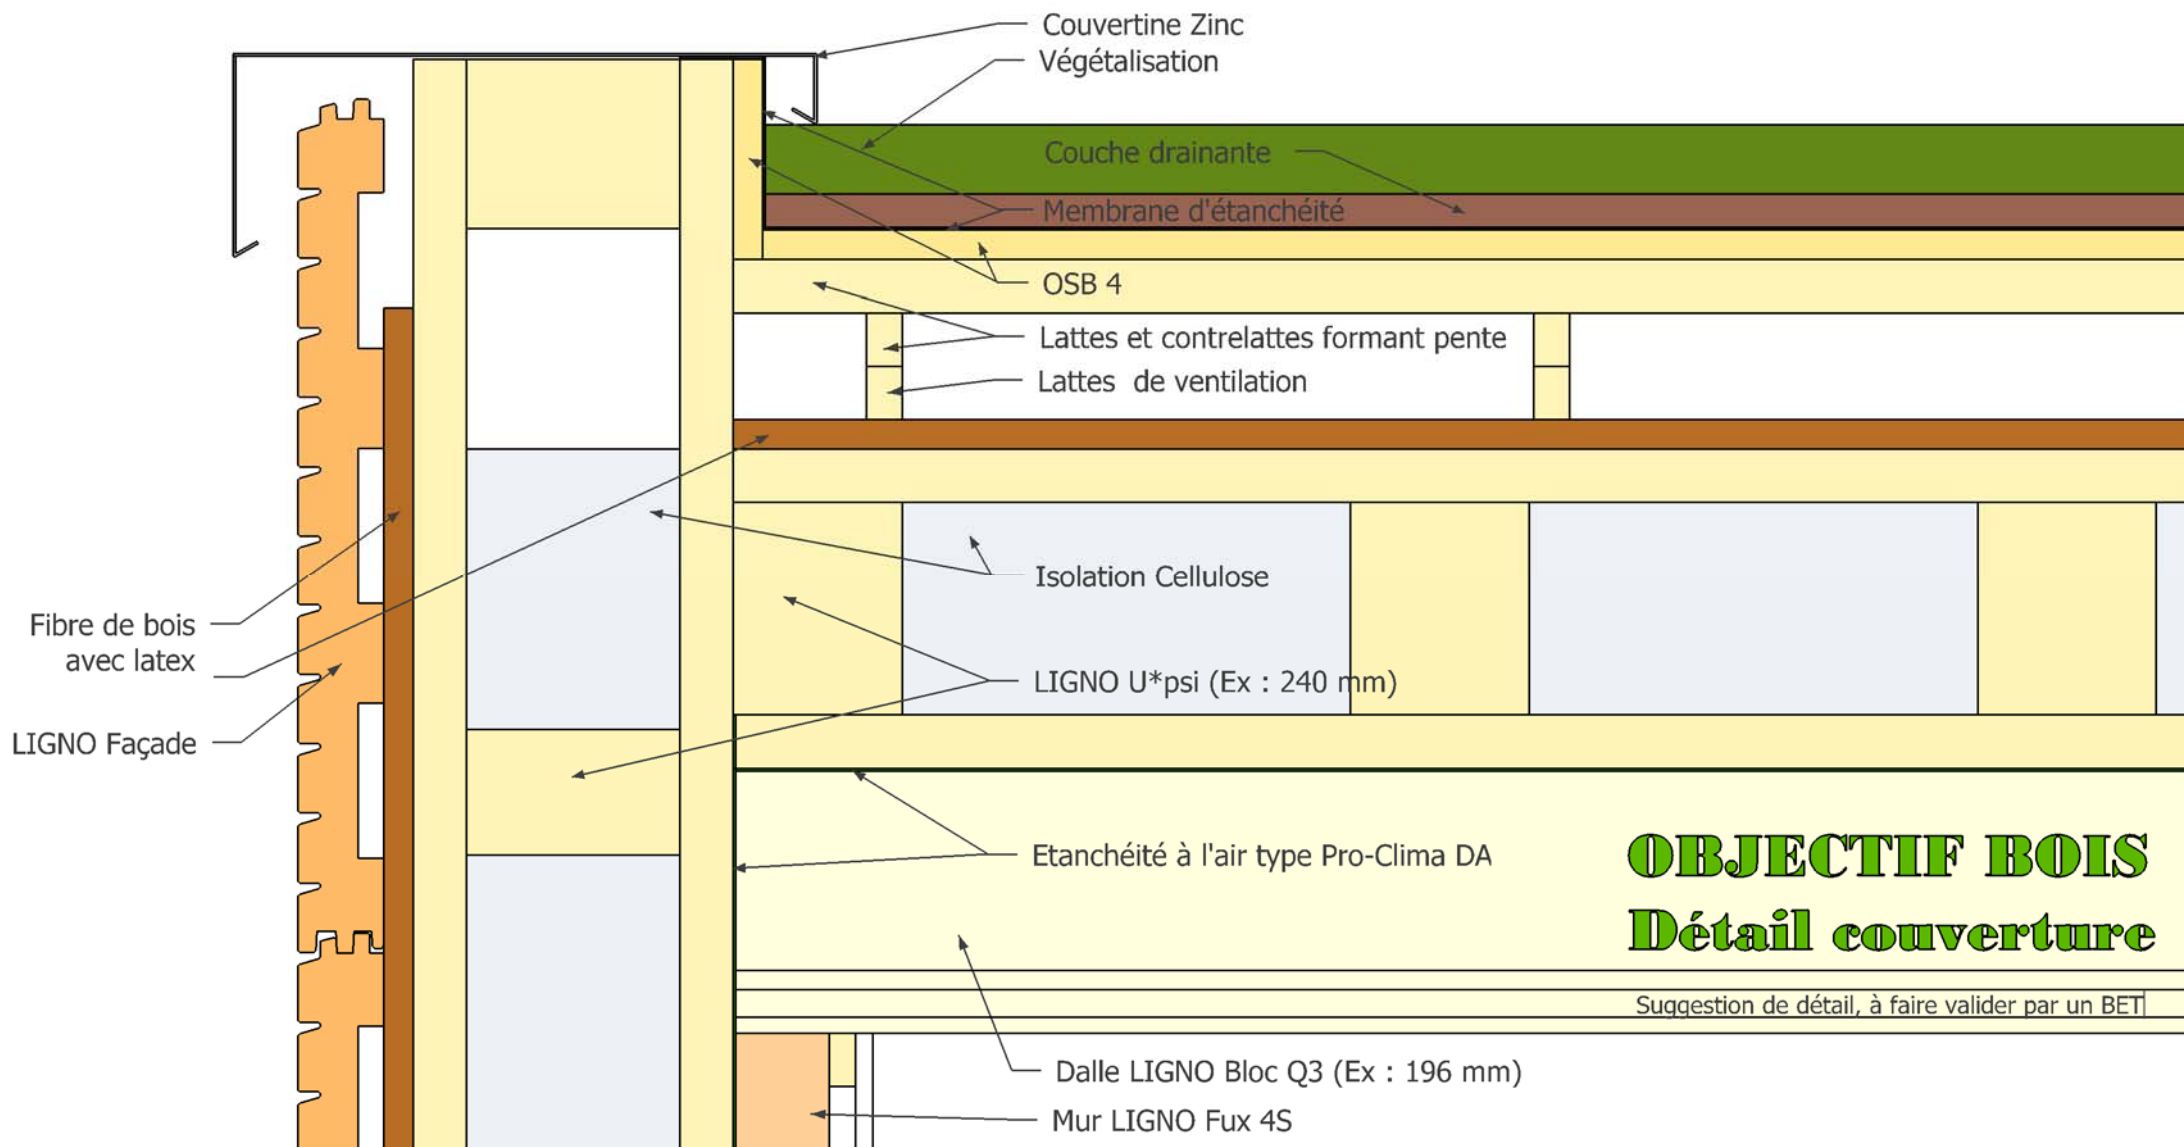 Couvertine Zinc
Végétalisation
Couche drainante
Membrane d'étanchéité
OSB 4
Lattes et contrelattes formant pente
Lattes de ventilation
Isolation Cellulose
Fibre de bois
avec latex
LIGNO U*psi (Ex : 240 mm)
LIGNO Façade
Etanchéité à l'air type Pro-Clima DA
OBJECTIF BOIS
Détail couverture
Suggestion de détail, à faire valider par un BET
Dalle LIGNO Bloc Q3 (Ex : 196 mm)
Mur LIGNO Fux 4S